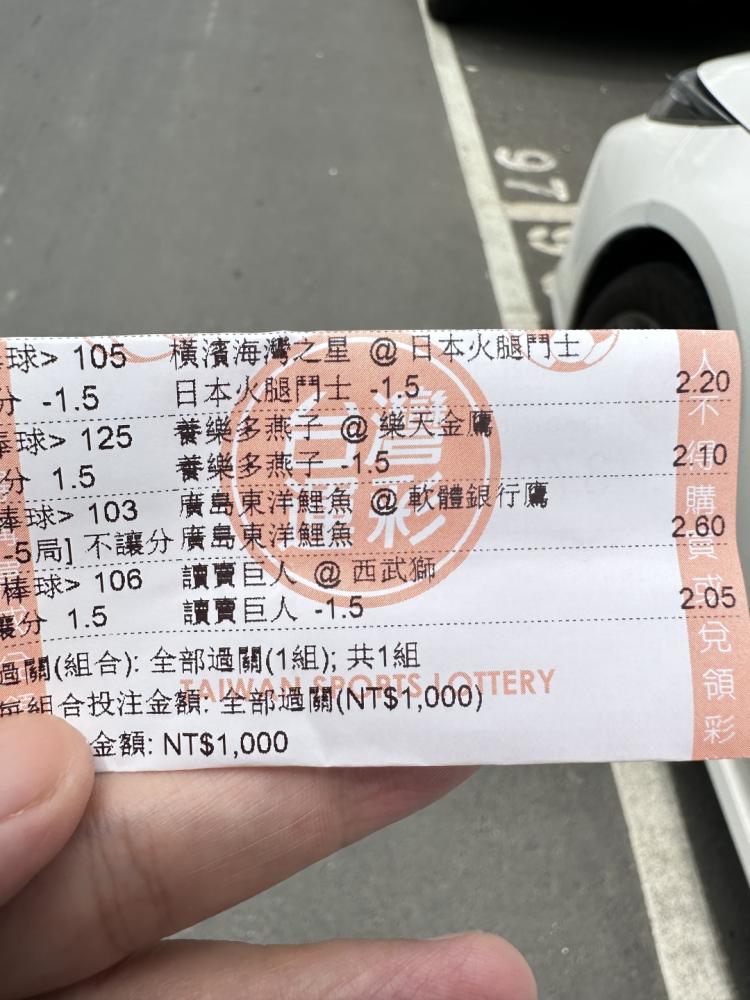 球> 105 橫濱海灣之星 @ 日本火腿鬥士
分 -1.5 日本火腿鬥士 -1.5 2.20
棒球> 125 養樂多燕子 @ 樂天金鷹
分 1.5 養樂多燕子 -1.5 2.10
棒球> 103 廣島東洋鯉魚 @ 軟體銀行鷹
-5局] 不讓分 廣島東洋鯉魚 2.60
棒球> 106 讀賣巨人 @ 西武獅
讓分 1.5 讀賣巨人 -1.5 2.05
過關(組合): 全部過關(1組); 共1組
每組合投注金額: 全部過關(NT$1,000)
金額: NT$1,000
台灣
運彩
TAIWAN SPORTS LOTTERY
人不得購買或兌領彩
97